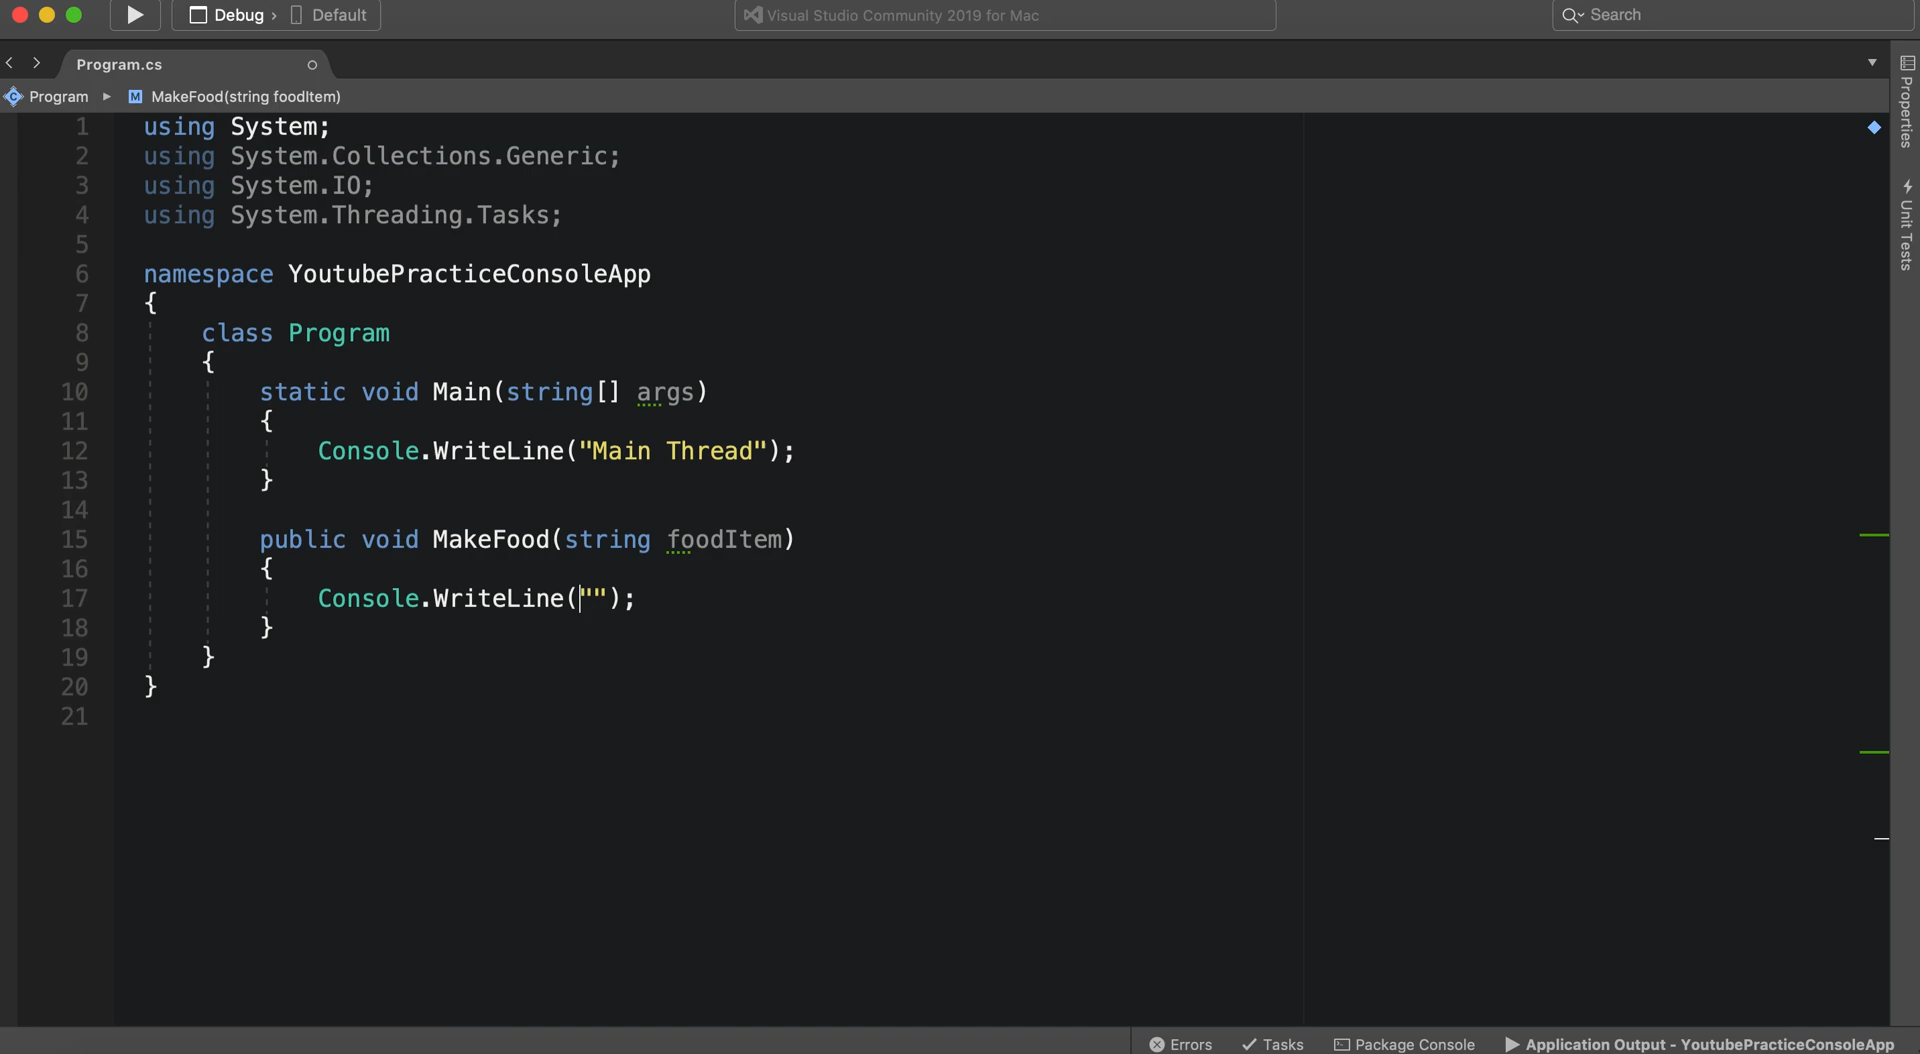 Debug › Default
Visual Studio Community 2019 for Mac
Search
Program.cs
Program ▸ M MakeFood(string foodItem)
1 using System;
2 using System.Collections.Generic;
3 using System.IO;
4 using System.Threading.Tasks;
5
6 namespace YoutubePracticeConsoleApp
7 {
8 class Program
9 {
10 static void Main(string[] args)
11 {
12 Console.WriteLine("Main Thread");
13 }
14
15 public void MakeFood(string foodItem)
16 {
17 Console.WriteLine("");
18 }
19 }
20 }
21
Properties
Unit Tests
Errors
Tasks
Package Console
Application Output - YoutubePracticeConsoleApp